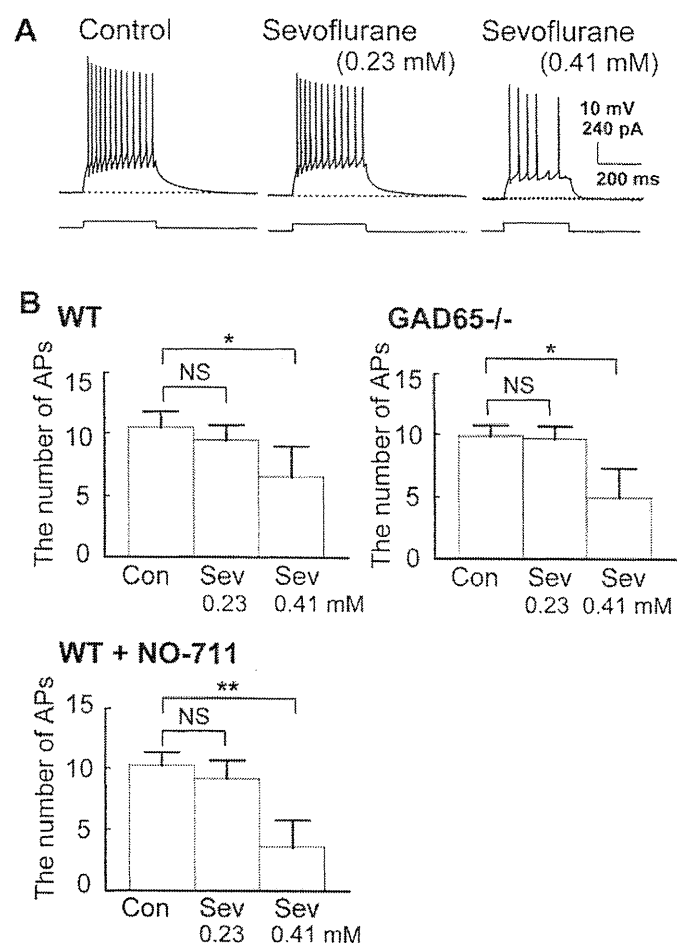 A Control Sevoflurane (0.23 mM) Sevoflurane (0.41 mM)
10 mV
240 pA
200 ms
B WT
The number of APs
15
10
5
0
*
NS
Con Sev 0.23 Sev 0.41 mM
GAD65-/-
The number of APs
15
10
5
0
*
NS
Con Sev 0.23 Sev 0.41 mM
WT + NO-711
The number of APs
15
10
5
0
**
NS
Con Sev 0.23 Sev 0.41 mM